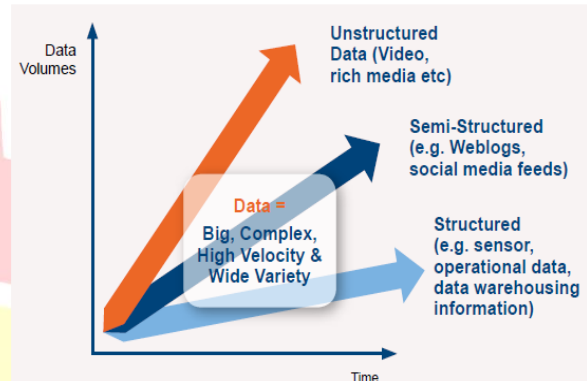 Data
Volumes
Unstructured
Data (Video,
rich media etc)
Semi-Structured
(e.g. Weblogs,
social media feeds)
Data =
Big, Complex,
High Velocity &
Wide Variety
Structured
(e.g. sensor,
operational data,
data warehousing
information)
Time